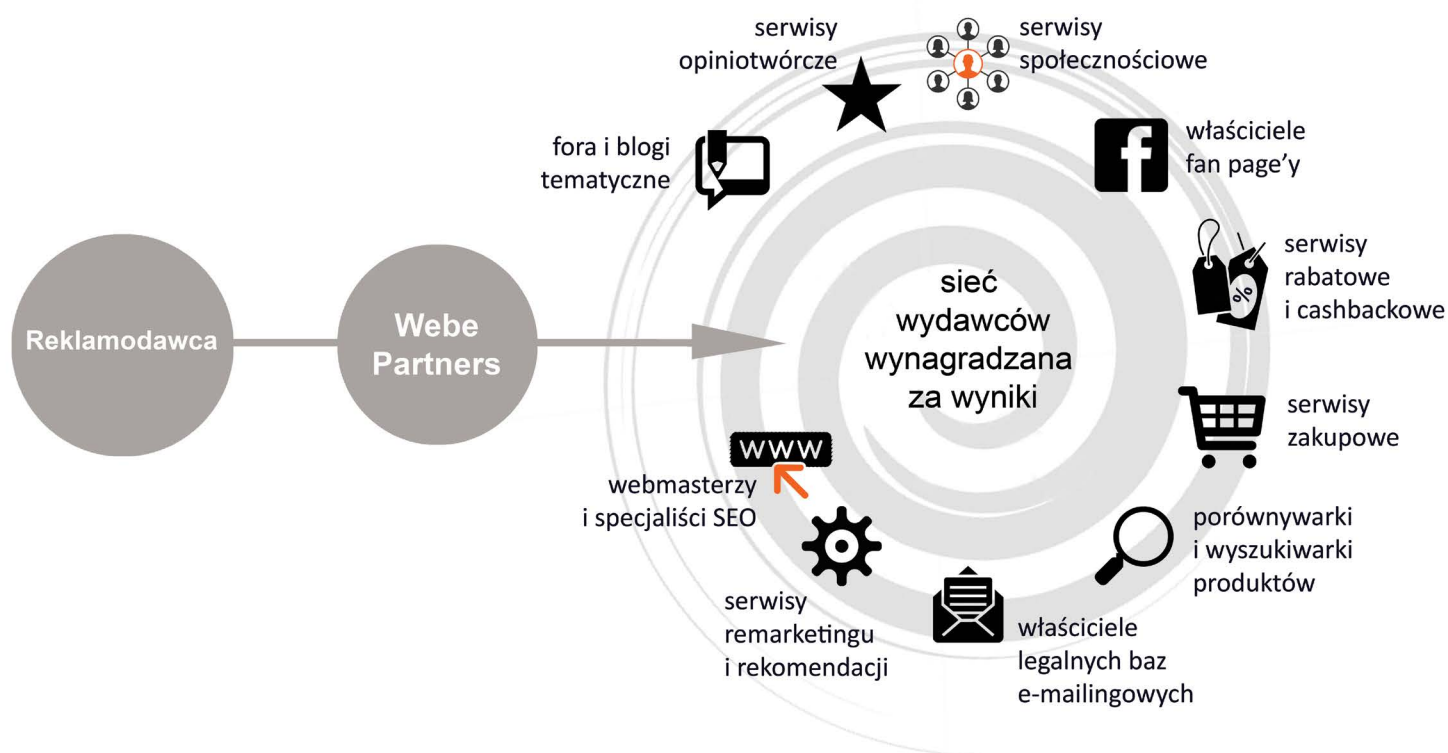 Reklamodawca
Webe
Partners
sieć
wydawców
wynagradzana
za wyniki
fora i blogi
tematyczne
serwisy
opiniotwórcze
serwisy
społecznościowe
właściciele
fan page’y
serwisy
rabatowe
i cashbackowe
%
serwisy
zakupowe
porównywarki
i wyszukiwarki
produktów
właściciele
legalnych baz
e-mailingowych
serwisy
remarketingu
i rekomendacji
WWW
webmasterzy
i specjaliści SEO